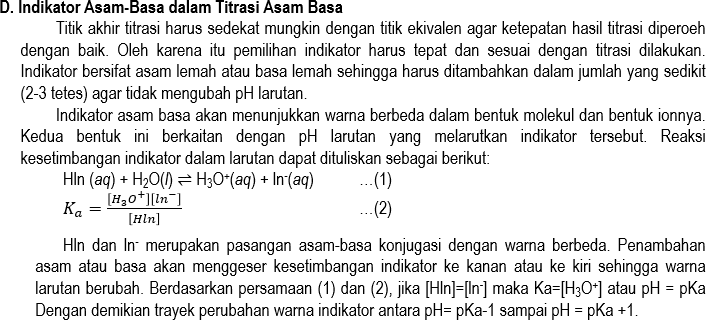 D. Indikator Asam-Basa dalam Titrasi Asam Basa
Titik akhir titrasi harus sedekat mungkin dengan titik ekivalen agar ketepatan hasil titrasi diperoeh
dengan baik. Oleh karena itu pemilihan indikator harus tepat dan sesuai dengan titrasi dilakukan.
Indikator bersifat asam lemah atau basa lemah sehingga harus ditambahkan dalam jumlah yang sedikit
(2-3 tetes) agar tidak mengubah pH larutan.
Indikator asam basa akan menunjukkan warna berbeda dalam bentuk molekul dan bentuk ionnya.
Kedua bentuk ini berkaitan dengan pH larutan yang melarutkan indikator tersebut. Reaksi
kesetimbangan indikator dalam larutan dapat dituliskan sebagai berikut:
HIn (aq) + H₂O(l) ⇌ H₃O⁺(aq) + In⁻(aq) …(1)
Kₐ = [H₃O⁺][In⁻]/[HIn] …(2)
HIn dan In⁻ merupakan pasangan asam-basa konjugasi dengan warna berbeda. Penambahan
asam atau basa akan menggeser kesetimbangan indikator ke kanan atau ke kiri sehingga warna
larutan berubah. Berdasarkan persamaan (1) dan (2), jika [HIn]=[In⁻] maka Ka=[H₃O⁺] atau pH = pKa
Dengan demikian trayek perubahan warna indikator antara pH= pKa-1 sampai pH = pKa +1.